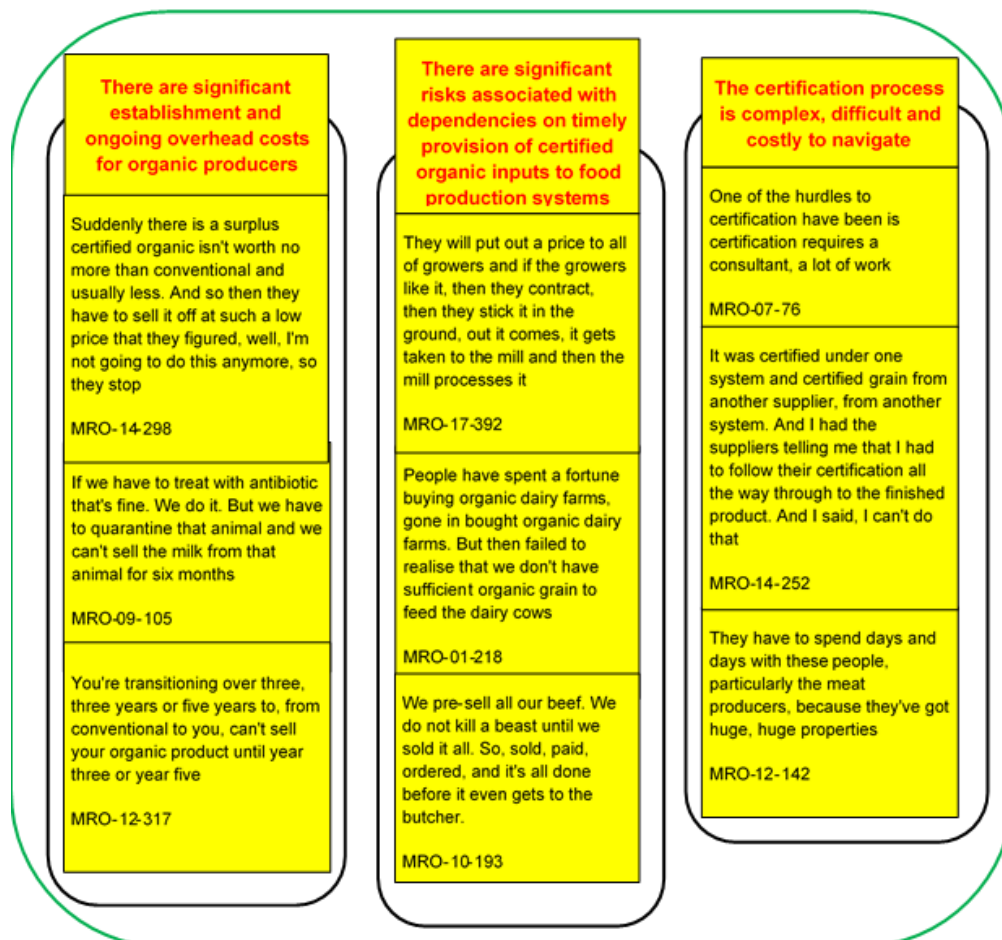 There are significant
establishment and
ongoing overhead costs
for organic producers
Suddenly there is a surplus
certified organic isn't worth no
more than conventional and
usually less. And so then they
have to sell it off at such a low
price that they figured, well, I'm
not going to do this anymore, so
they stop
MRO-14-298
If we have to treat with antibiotic
that's fine. We do it. But we have
to quarantine that animal and we
can't sell the milk from that
animal for six months
MRO-09-105
You're transitioning over three,
three years or five years to, from
conventional to you, can't sell
your organic product until year
three or year five
MRO-12-317
There are significant
risks associated with
dependencies on timely
provision of certified
organic inputs to food
production systems
They will put out a price to all
of growers and if the growers
like it, then they contract,
then they stick it in the
ground, out it comes, it gets
taken to the mill and then the
mill processes it
MRO-17-392
People have spent a fortune
buying organic dairy farms,
gone in bought organic dairy
farms. But then failed to
realise that we don't have
sufficient organic grain to
feed the dairy cows
MRO-01-218
We pre-sell all our beef. We
do not kill a beast until we
sold it all. So, sold, paid,
ordered, and it's all done
before it even gets to the
butcher.
MRO-10-193
The certification process
is complex, difficult and
costly to navigate
One of the hurdles to
certification have been is
certification requires a
consultant, a lot of work
MRO-07-76
It was certified under one
system and certified grain from
another supplier, from another
system. And I had the
suppliers telling me that I had
to follow their certification all
the way through to the finished
product. And I said, I can't do
that
MRO-14-252
They have to spend days and
days with these people,
particularly the meat
producers, because they've got
huge, huge properties
MRO-12-142